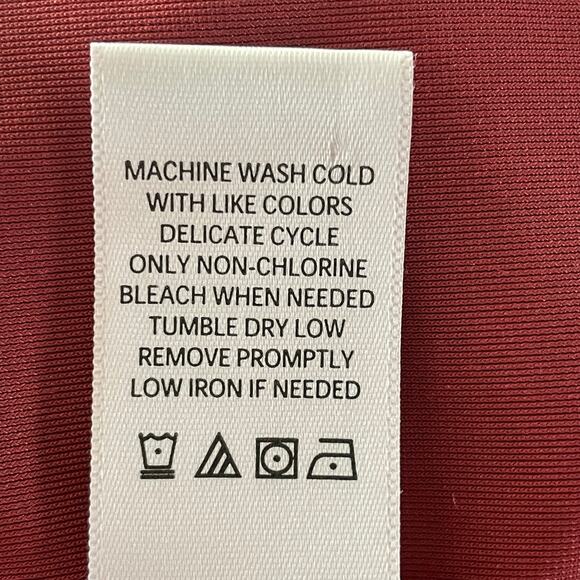 MACHINE WASH COLD
WITH LIKE COLORS
DELICATE CYCLE
ONLY NON-CHLORINE
BLEACH WHEN NEEDED
TUMBLE DRY LOW
REMOVE PROMPTLY
LOW IRON IF NEEDED